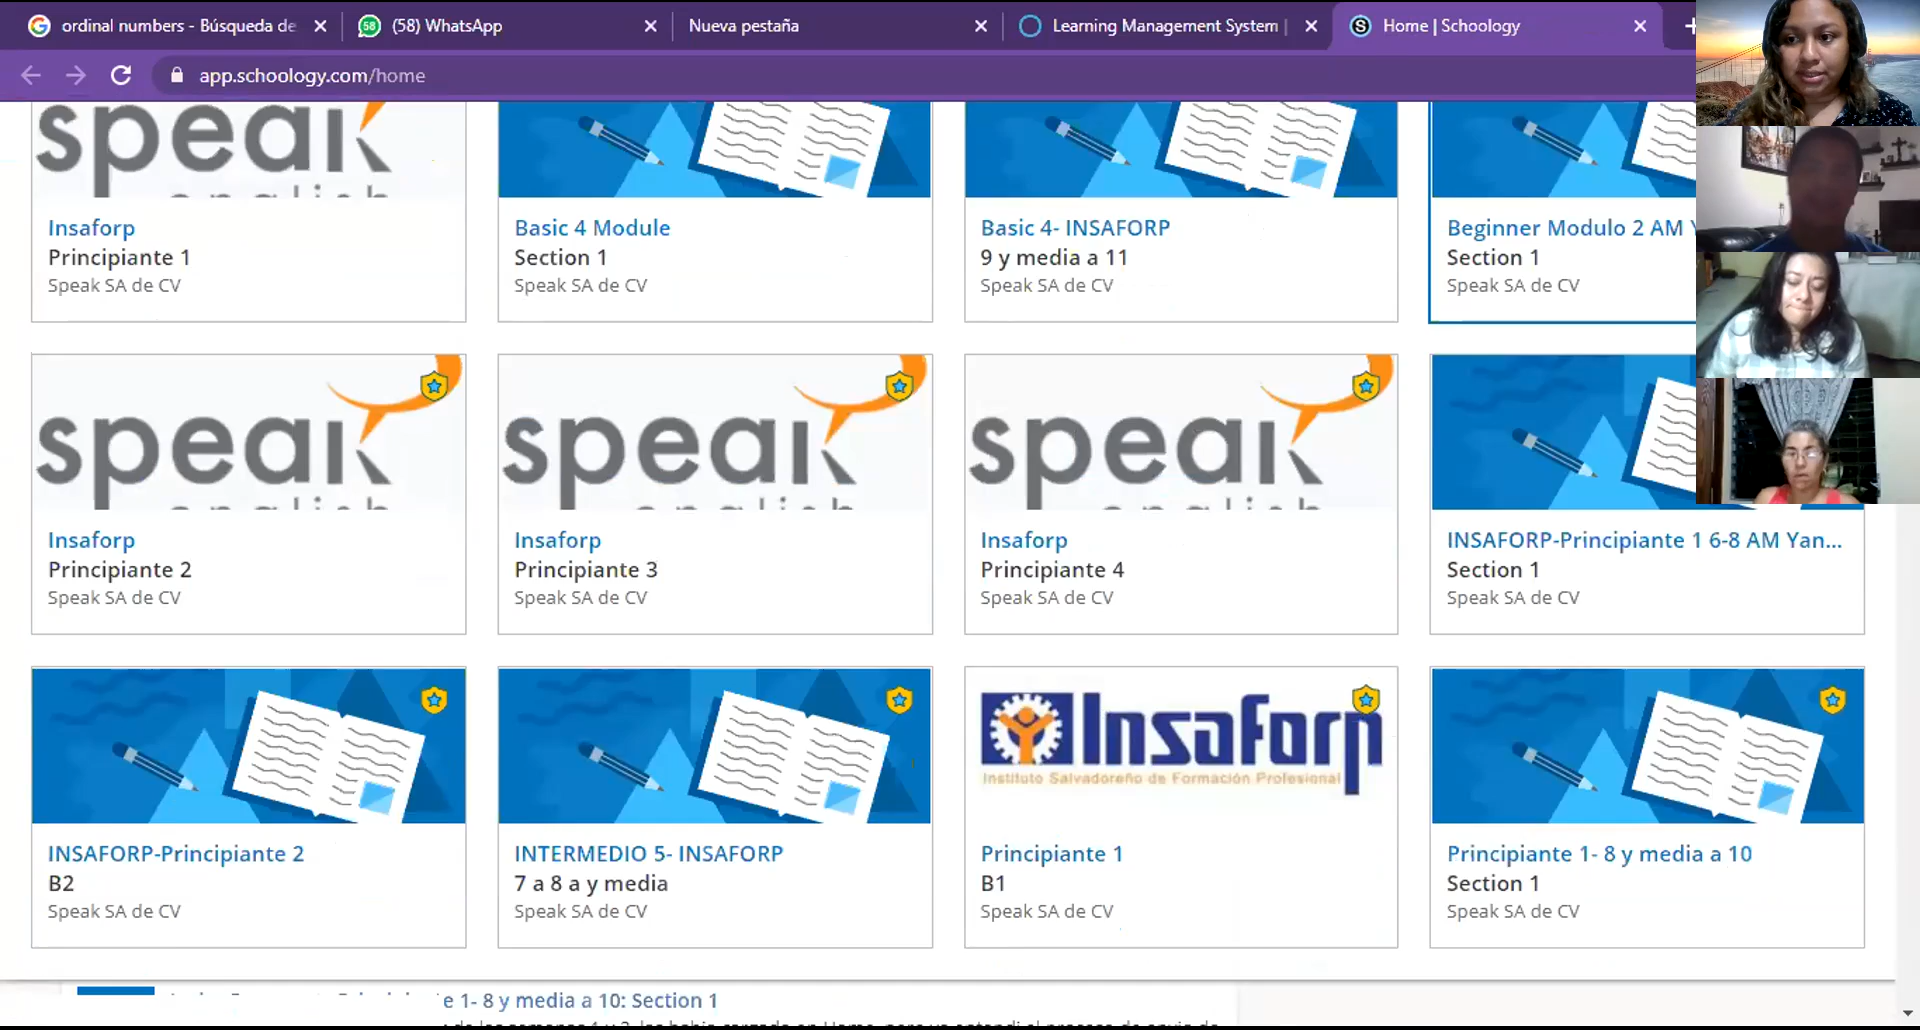 ordinal numbers - Búsqueda de
58
(58) WhatsApp
Nueva pestaña
Learning Management System |
S
Home | Schoology
app.schoology.com/home
speak
Insaforp
Principiante 1
Speak SA de CV
Basic 4 Module
Section 1
Speak SA de CV
Basic 4- INSAFORP
9 y media a 11
Speak SA de CV
Beginner Modulo 2 AM Y
Section 1
Speak SA de CV
speak
english
Insaforp
Principiante 2
Speak SA de CV
speak
english
Insaforp
Principiante 3
Speak SA de CV
speak
english
Insaforp
Principiante 4
Speak SA de CV
INSAFORP-Principiante 1 6-8 AM Yan...
Section 1
Speak SA de CV
INSAFORP-Principiante 2
B2
Speak SA de CV
INTERMEDIO 5- INSAFORP
7 a 8 a y media
Speak SA de CV
Insaforp
Instituto Salvadoreño de Formación Profesional
Principiante 1
B1
Speak SA de CV
Principiante 1- 8 y media a 10
Section 1
Speak SA de CV
e 1- 8 y media a 10: Section 1